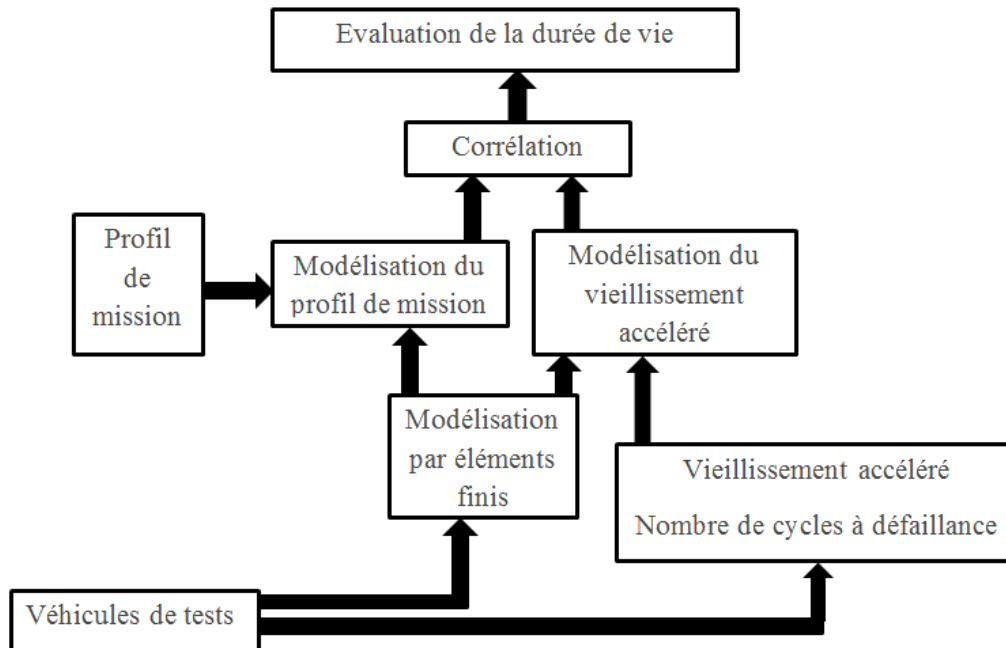 Evaluation de la durée de vie
Corrélation
Profil
de
mission
Modélisation du
profil de mission
Modélisation du
vieillissement
accéléré
Modélisation
par éléments
finis
Vieillissement accéléré
Nombre de cycles à défaillance
Véhicules de tests